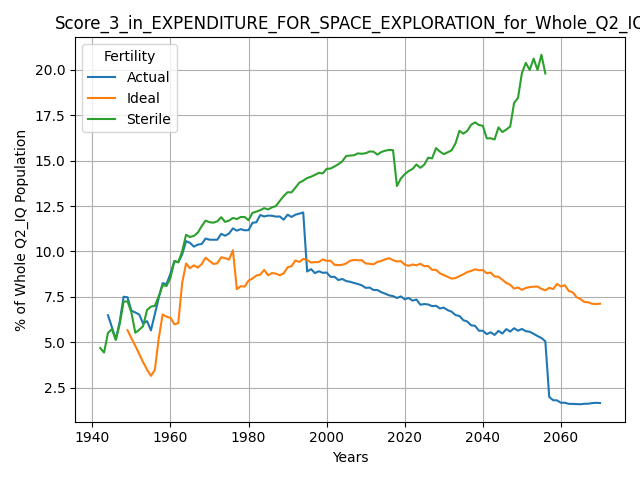 Score_3_in_EXPENDITURE_FOR_SPACE_EXPLORATION_for_Whole_Q2_IQ
Fertility
Actual
Ideal
Sterile
% of Whole Q2_IQ Population
20.0
17.5
15.0
12.5
10.0
7.5
5.0
2.5
1940 1960 1980 2000 2020 2040 2060
Years